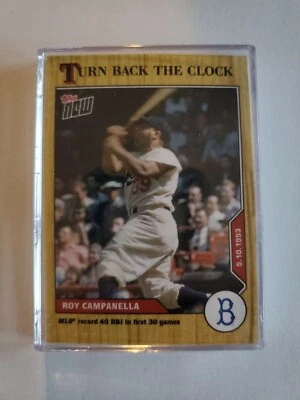 TURN BACK THE CLOCK
Topps NOW
39
5.10.1953
ROY CAMPANELLA
B
MLB® record 40 RBI in first 30 games